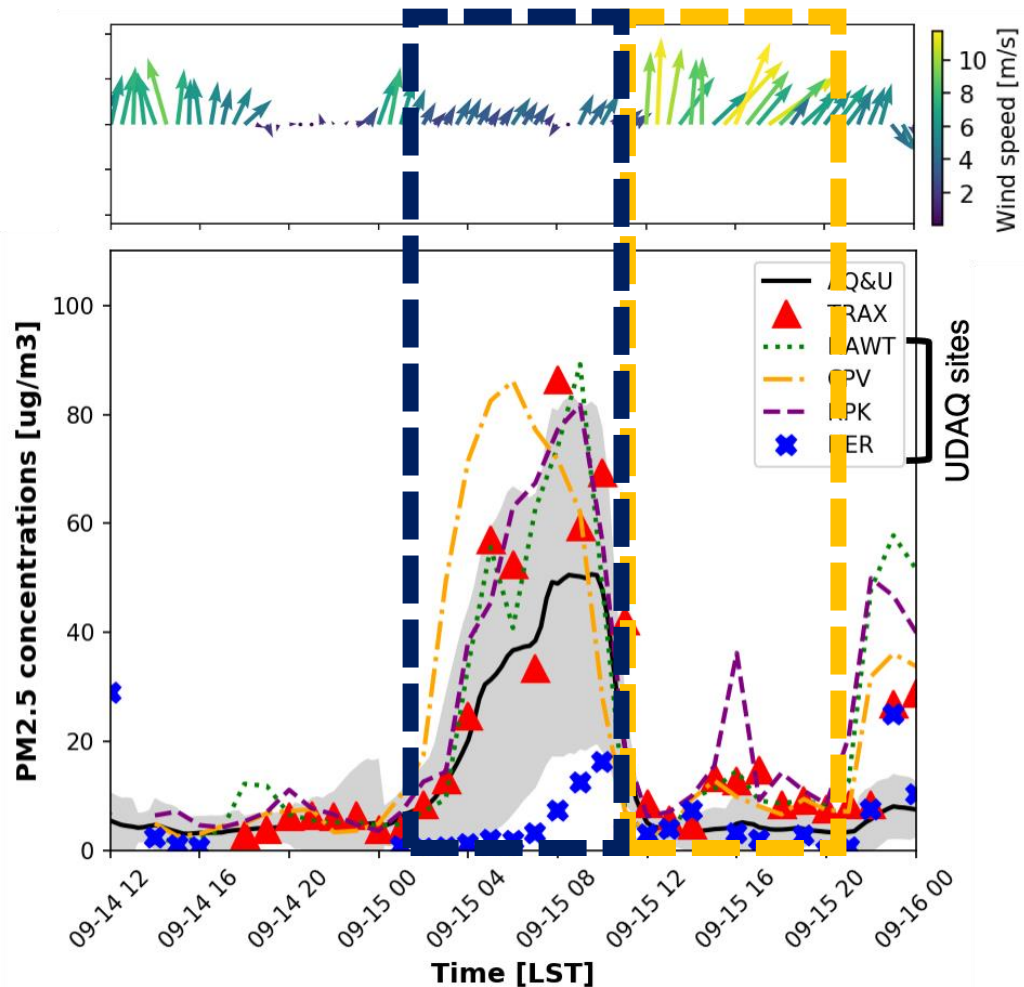 10
8
6
4
2
Wind speed [m/s]
PM2.5 concentrations [ug/m3]
100
80
60
40
20
0
AQ&U
TRAX
HAWT
CPV
RPK
HER
UDAQ sites
09-14 12
09-14 16
09-14 20
09-15 00
09-15 04
09-15 08
09-15 12
09-15 16
09-15 20
09-16 00
Time [LST]